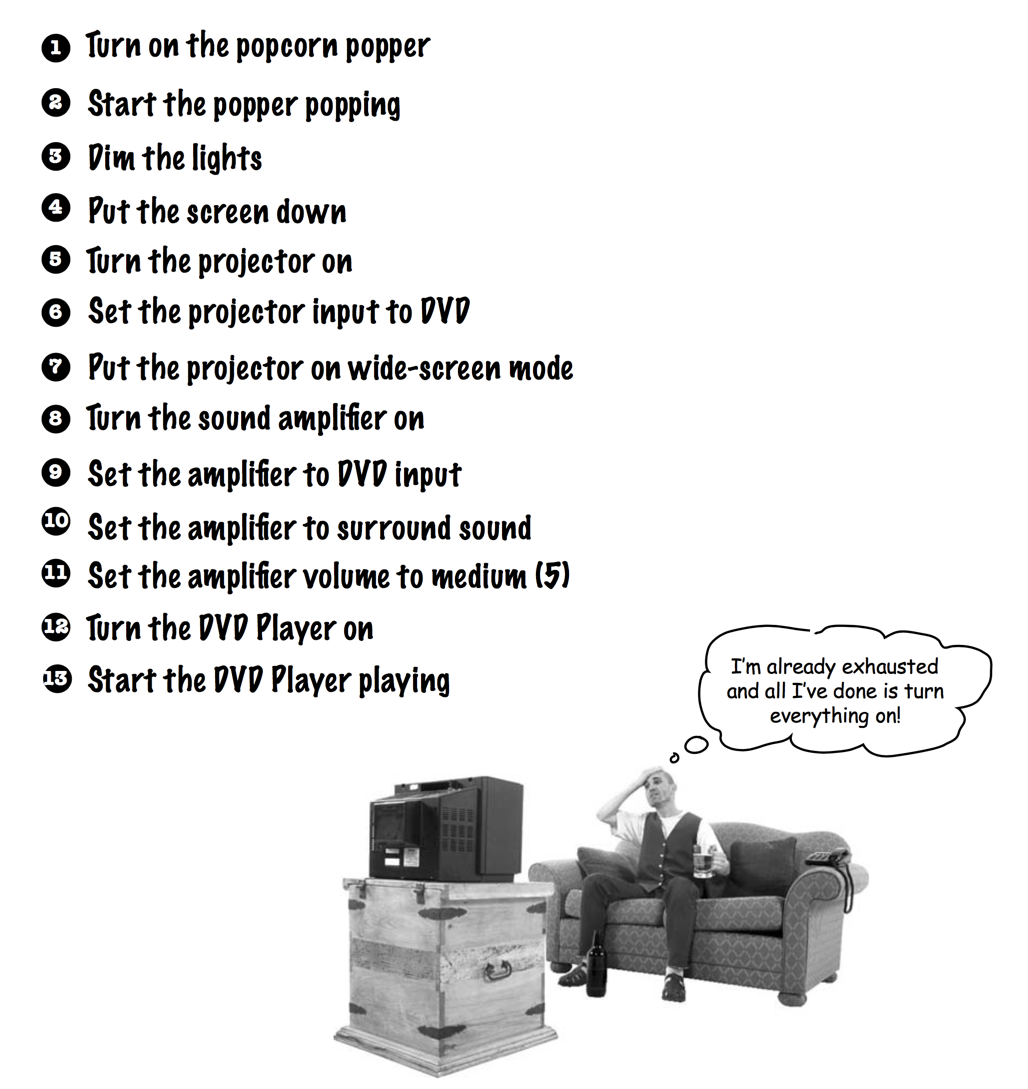 1 Turn on the popcorn popper
2 Start the popper popping
3 Dim the lights
4 Put the screen down
5 Turn the projector on
6 Set the projector input to DVD
7 Put the projector on wide-screen mode
8 Turn the sound amplifier on
9 Set the amplifier to DVD input
10 Set the amplifier to surround sound
11 Set the amplifier volume to medium (5)
12 Turn the DVD Player on
13 Start the DVD Player playing
I'm already exhausted
and all I've done is turn
everything on!